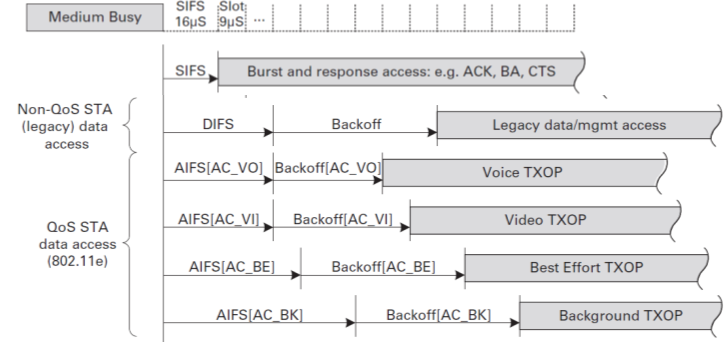 Medium Busy
SIFS
16μS
Slot
9μS
...
SIFS
Burst and response access: e.g. ACK, BA, CTS
Non-QoS STA
(legacy) data
access
DIFS
Backoff
Legacy data/mgmt access
AIFS[AC_VO]
Backoff[AC_VO]
Voice TXOP
QoS STA
data access
(802.11e)
AIFS[AC_VI]
Backoff[AC_VI]
Video TXOP
AIFS[AC_BE]
Backoff[AC_BE]
Best Effort TXOP
AIFS[AC_BK]
Backoff[AC_BK]
Background TXOP